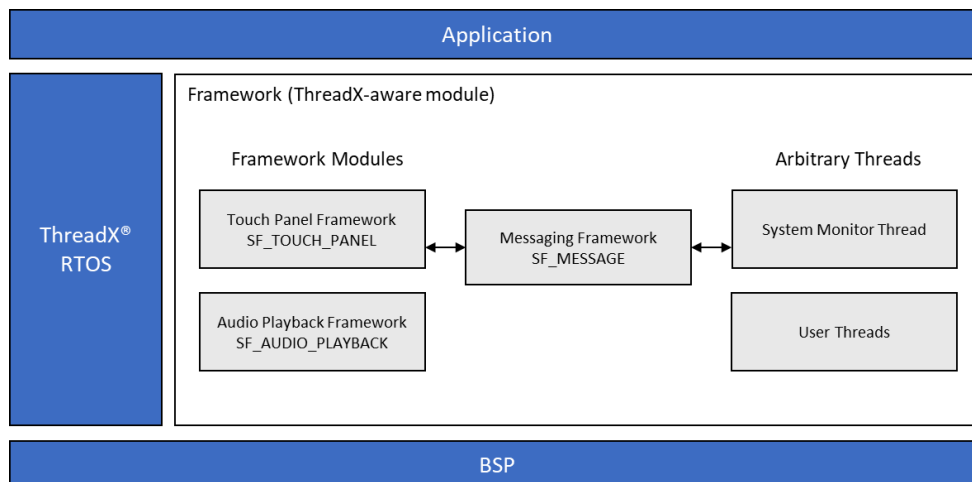 Application
ThreadX®
RTOS
Framework (ThreadX-aware module)
Framework Modules
Arbitrary Threads
Touch Panel Framework
SF_TOUCH_PANEL
Messaging Framework
SF_MESSAGE
System Monitor Thread
Audio Playback Framework
SF_AUDIO_PLAYBACK
User Threads
BSP